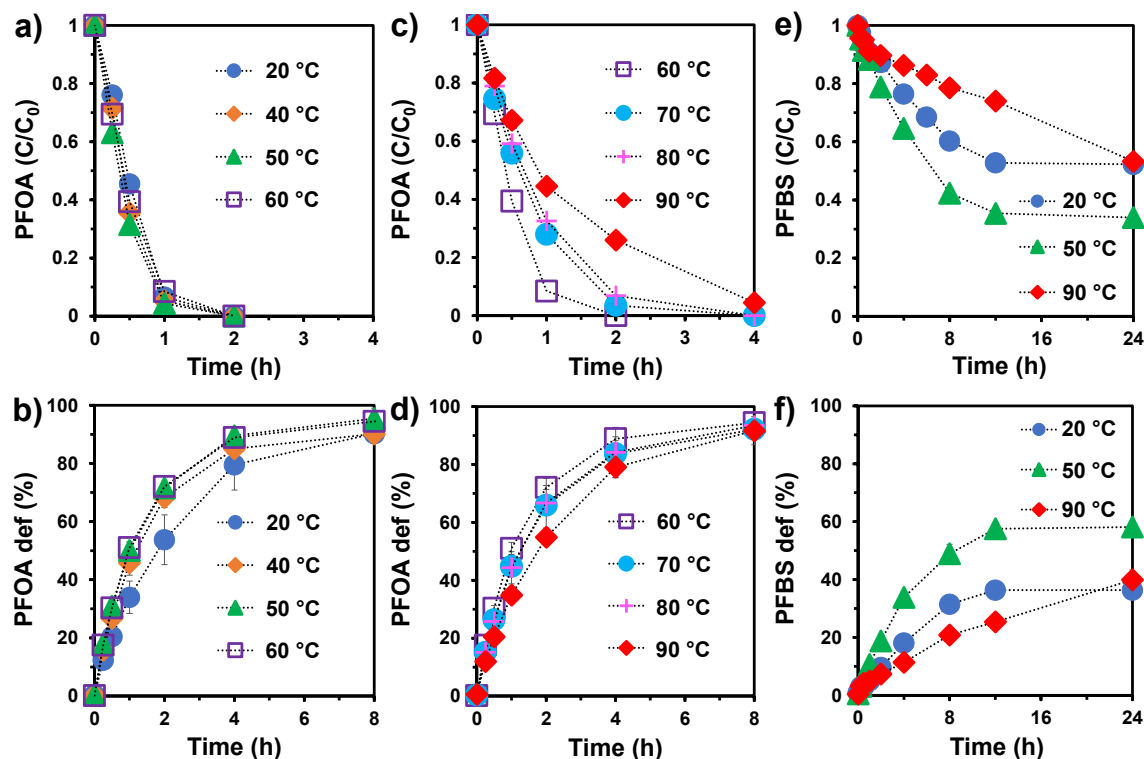 a)
PFOA (C/C₀)
1
0.8
0.6
0.4
0.2
0
20 °C
40 °C
50 °C
60 °C
0 1 2 3 4
Time (h)
c)
PFOA (C/C₀)
1
0.8
0.6
0.4
0.2
0
60 °C
70 °C
80 °C
90 °C
0 1 2 3 4
Time (h)
e)
PFBS (C/C₀)
1
0.8
0.6
0.4
0.2
0
20 °C
50 °C
90 °C
0 4 8 12 16 20 24
Time (h)
b)
PFOA def (%)
100
80
60
40
20
0
20 °C
40 °C
50 °C
60 °C
0 2 4 6 8
Time (h)
d)
PFOA def (%)
100
80
60
40
20
0
60 °C
70 °C
80 °C
90 °C
0 2 4 6 8
Time (h)
f)
PFBS def (%)
100
80
60
40
20
0
20 °C
50 °C
90 °C
0 8 16 24
Time (h)